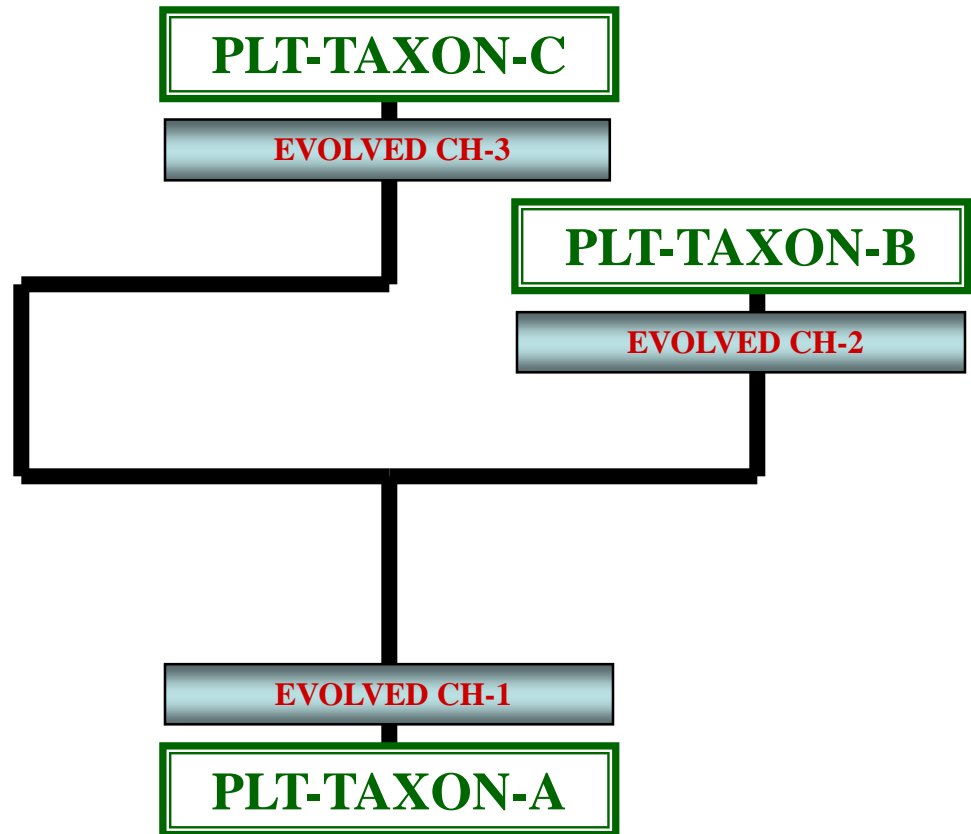 PLT-TAXON-C
EVOLVED CH-3
PLT-TAXON-B
EVOLVED CH-2
EVOLVED CH-1
PLT-TAXON-A